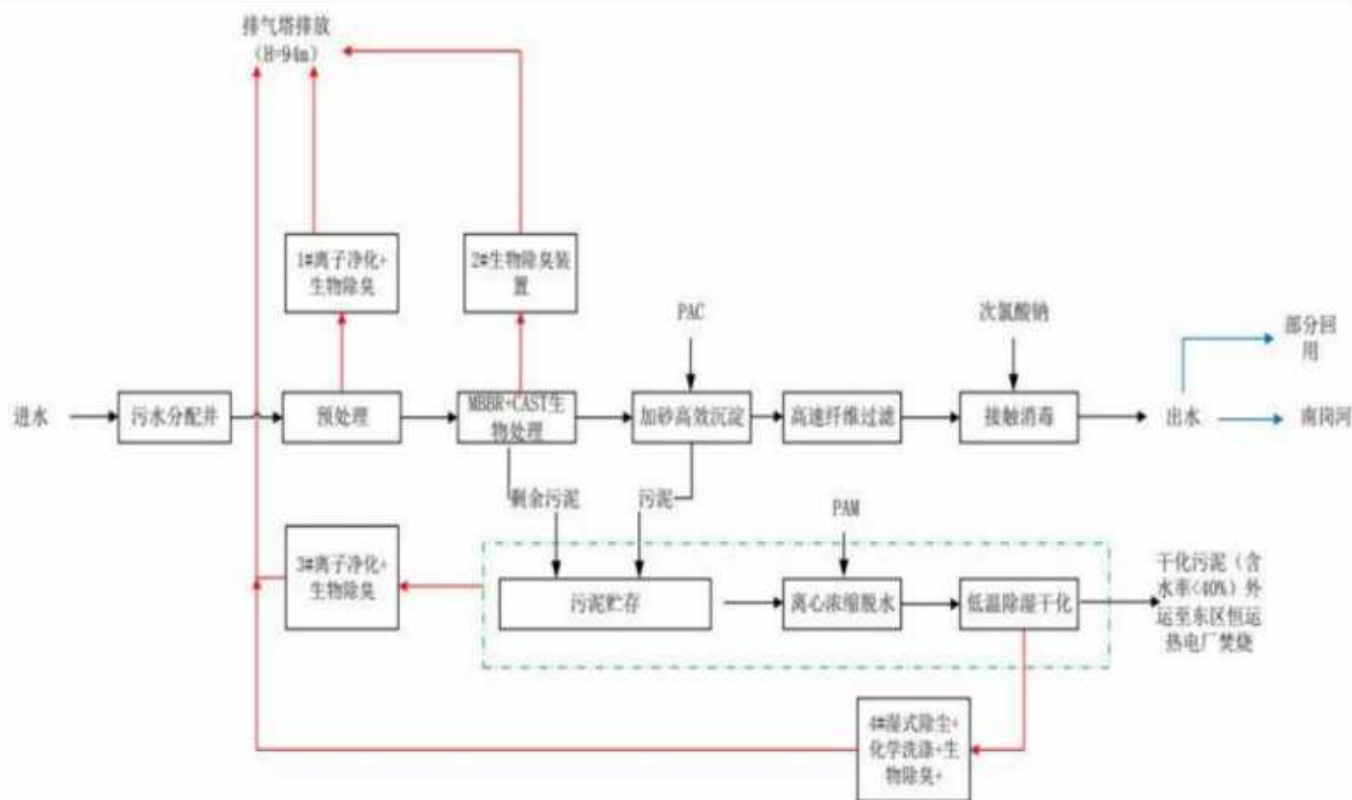 排气塔排放
（H=94m）
1#离子净化+
生物除臭
2#生物除臭装
置
PAC
次氯酸钠
部分回
用
进水
污水分配井
预处理
MBBR+CAST生
物处理
加砂高效沉淀
高速纤维过滤
接触消毒
出水
南岗河
剩余污泥
污泥
PAM
3#离子净化+
生物除臭
污泥贮存
离心浓缩脱水
低温除湿干化
干化污泥（含
水率<40%）外
运至东区恒运
热电厂焚烧
4#湿式除尘+
化学洗涤+生
物除臭+